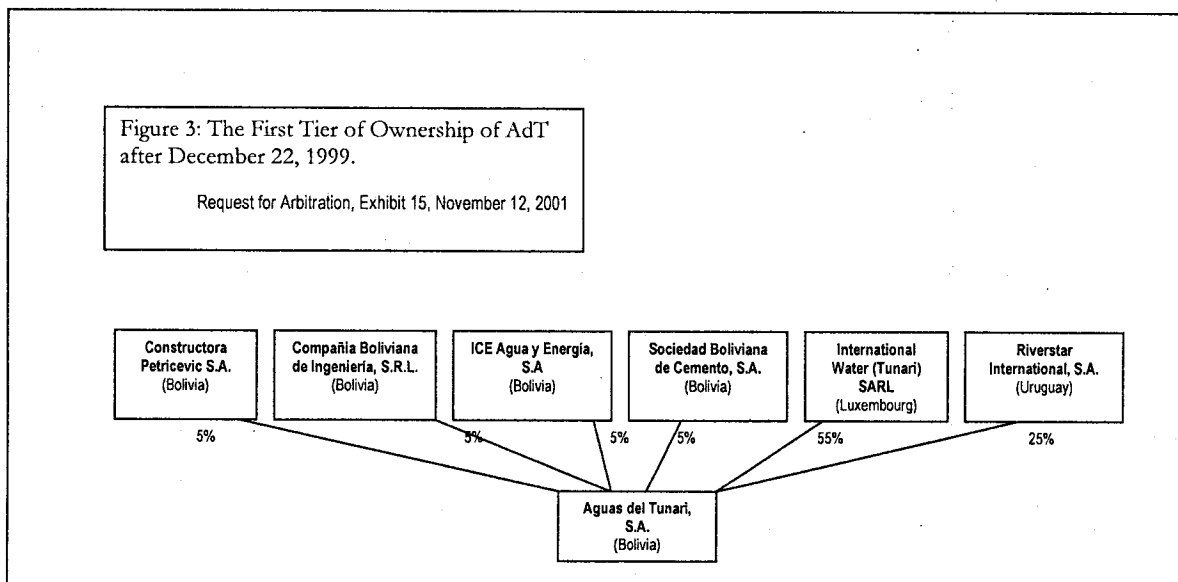 Figure 3: The First Tier of Ownership of AdT
after December 22, 1999.
Request for Arbitration, Exhibit 15, November 12, 2001
Constructora
Petricevic S.A.
(Bolivia)
Compañia Boliviana
de Ingeniería, S.R.L.
(Bolivia)
ICE Agua y Energía,
S.A
(Bolivia)
Sociedad Boliviana
de Cemento, S.A.
(Bolivia)
International
Water (Tunari)
SARL
(Luxembourg)
Riverstar
International, S.A.
(Uruguay)
5%
5%
5%
5%
55%
25%
Aguas del Tunari,
S.A.
(Bolivia)